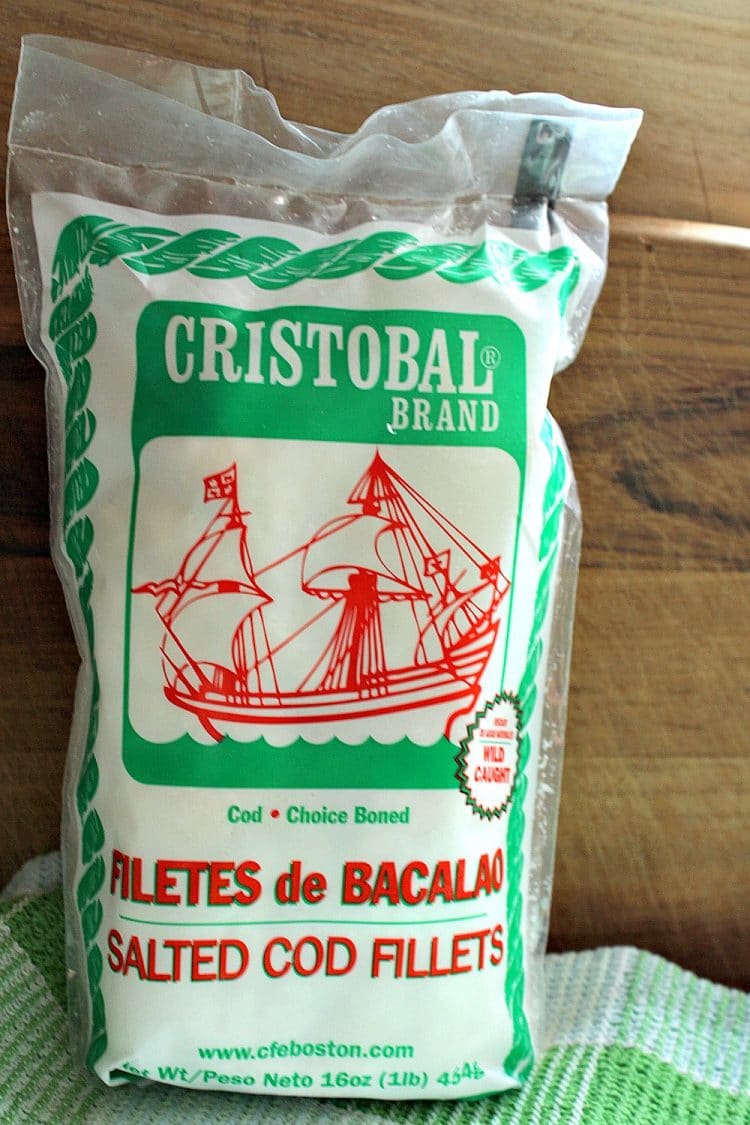 CRISTOBAL®
BRAND
WILD
CAUGHT
Cod • Choice Boned
FILETES de BACALAO
SALTED COD FILLETS
www.cfeboston.com
Wt/Peso Neto 16oz (1lb)